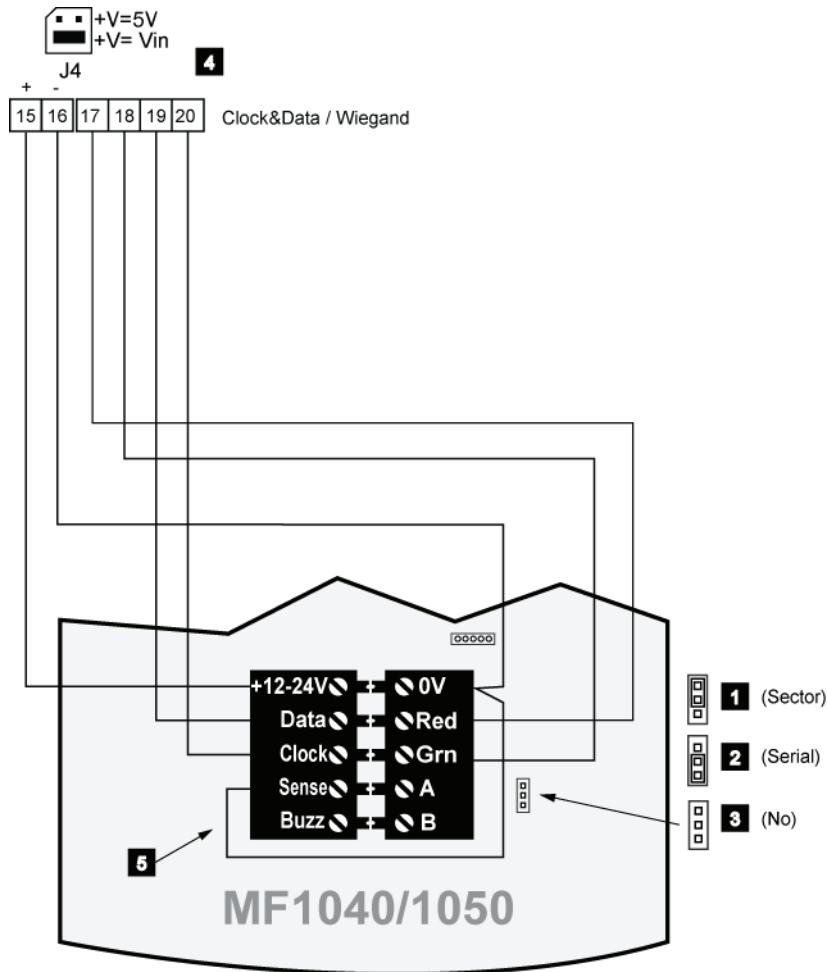 +V=5V
+V= Vin
J4
4
+ -
15 16 17 18 19 20 Clock&Data / Wiegand
+12-24V 0V
Data Red
Clock Grn
Sense A
Buzz B
1 (Sector)
2 (Serial)
3 (No)
5
MF1040/1050